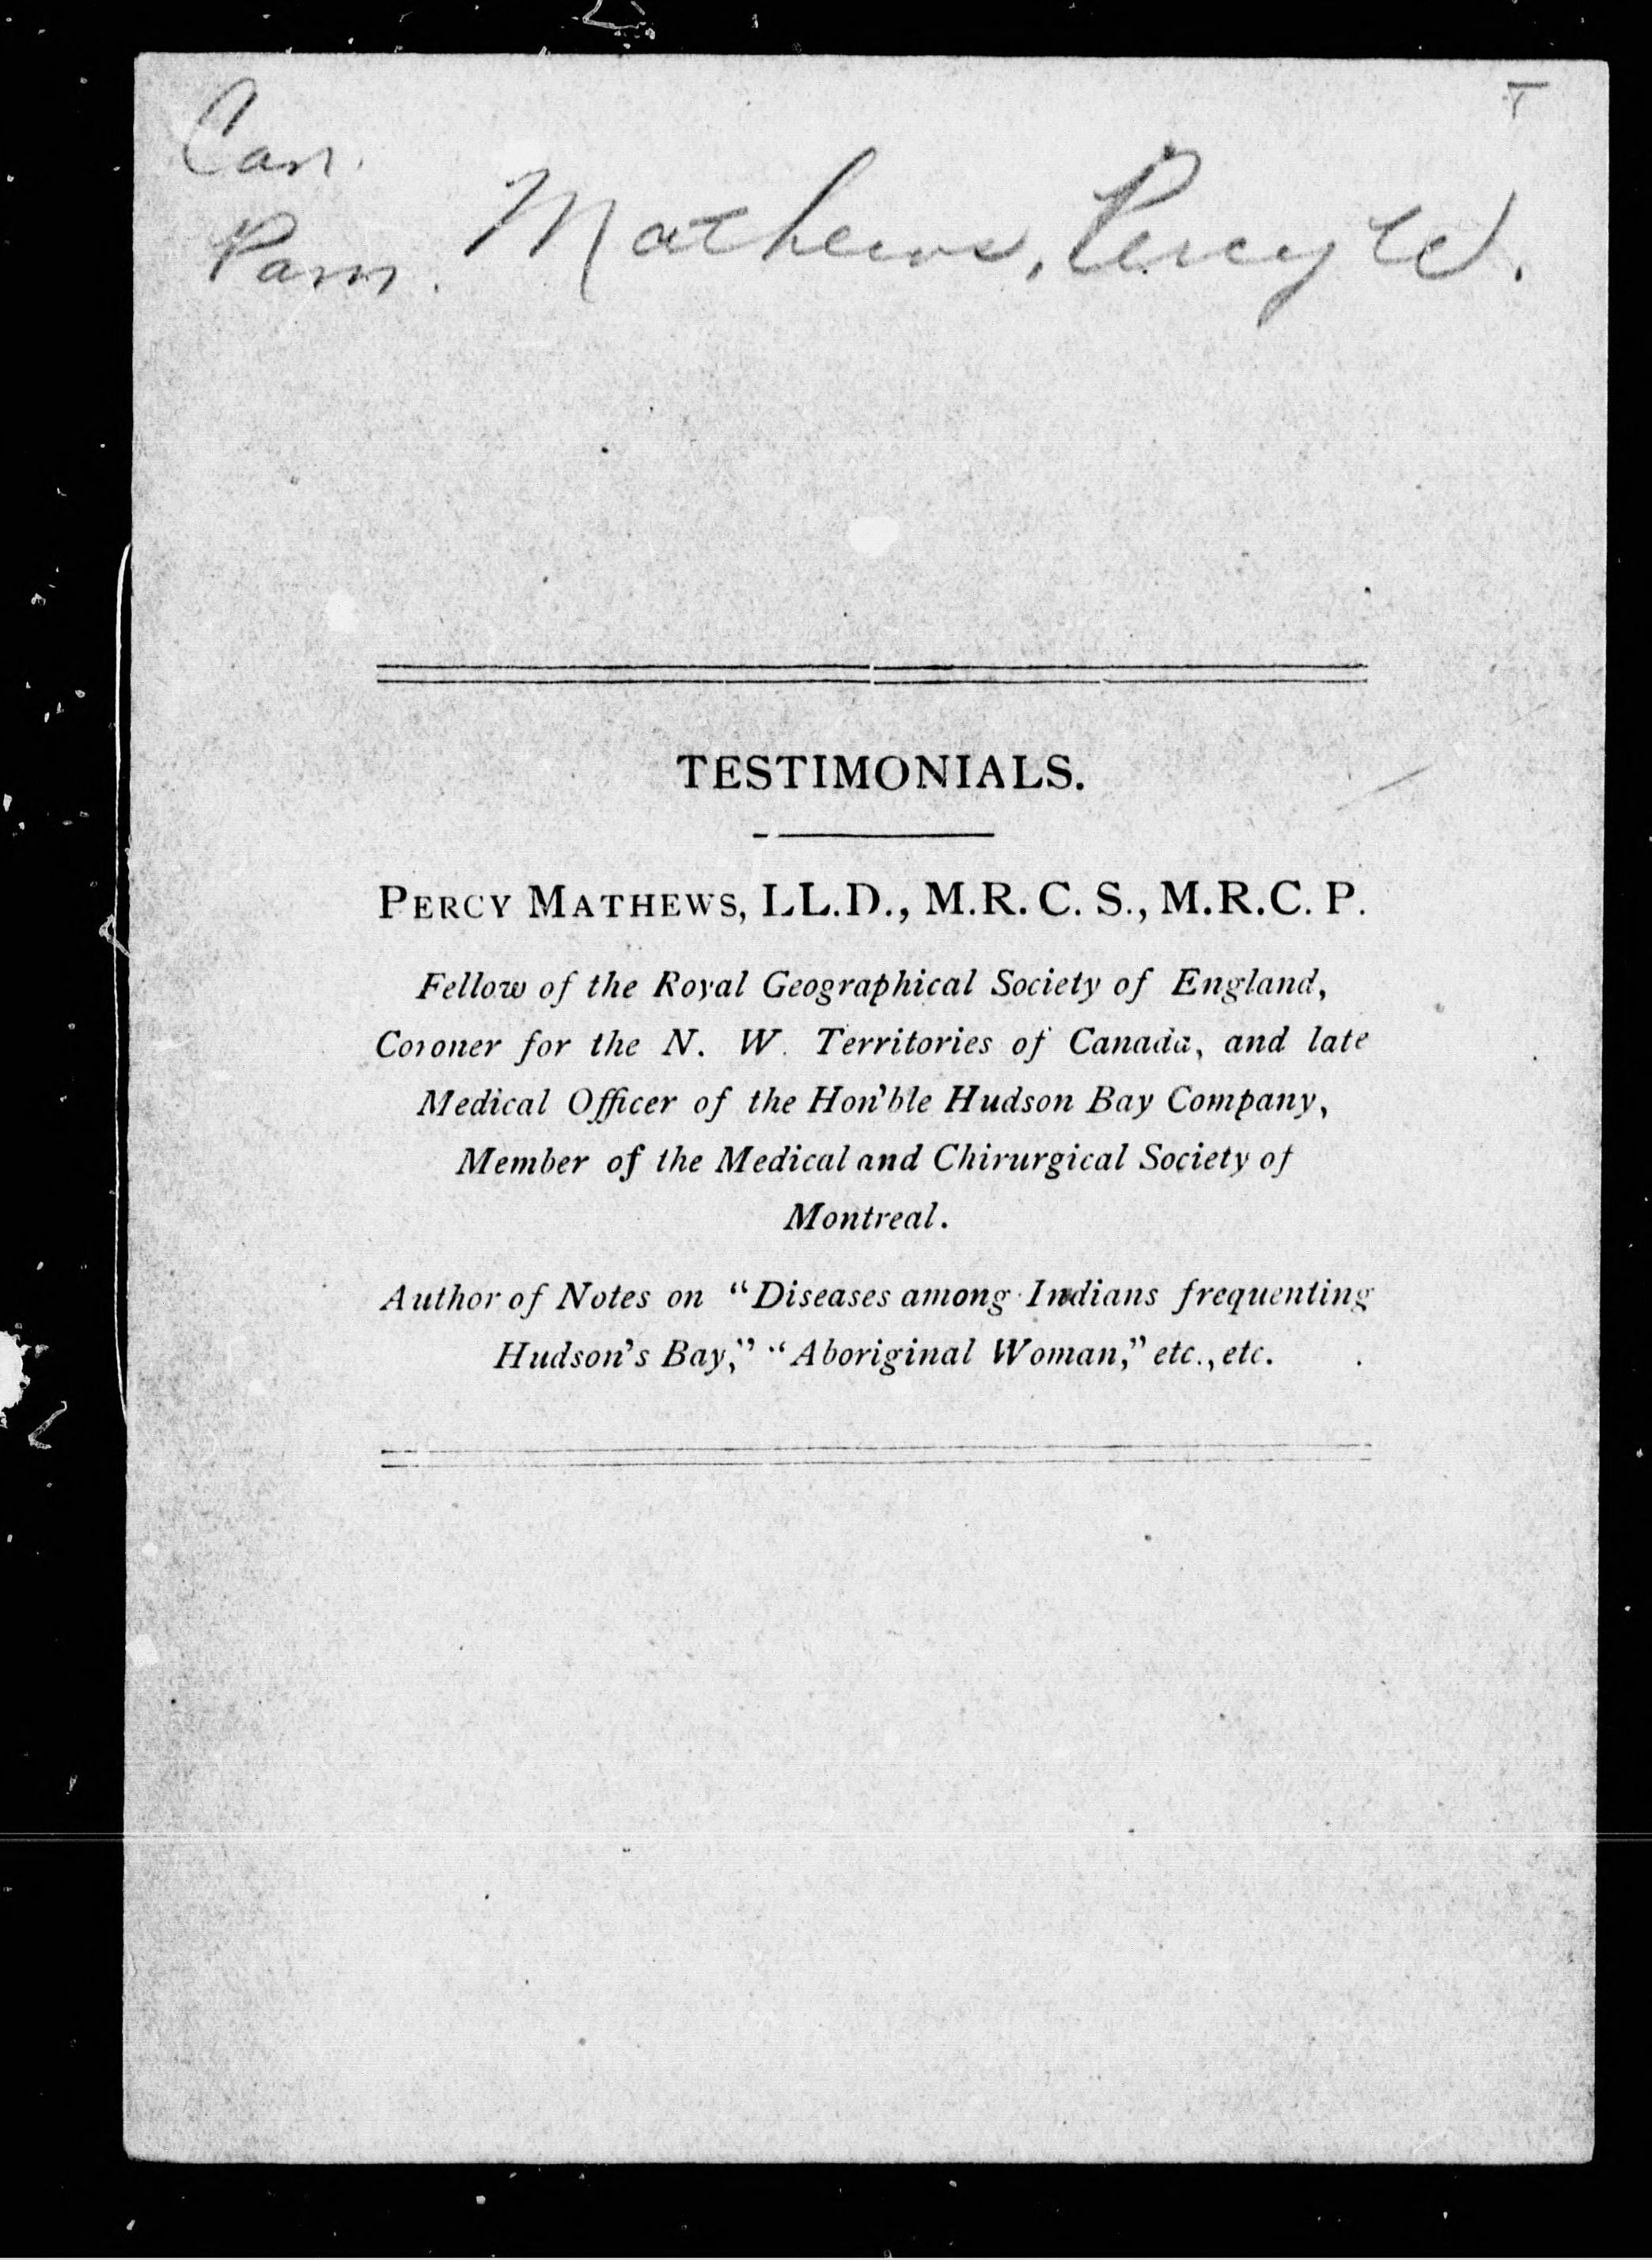 Can.
Pam.
Mathews, Percy W.
TESTIMONIALS.
PERCY MATHEWS, LL.D., M.R.C.S., M.R.C.P.
Fellow of the Royal Geographical Society of England,
Coroner for the N. W. Territories of Canada, and late
Medical Officer of the Hon'ble Hudson Bay Company,
Member of the Medical and Chirurgical Society of
Montreal.
Author of Notes on "Diseases among Indians frequenting
Hudson's Bay," "Aboriginal Woman," etc., etc.